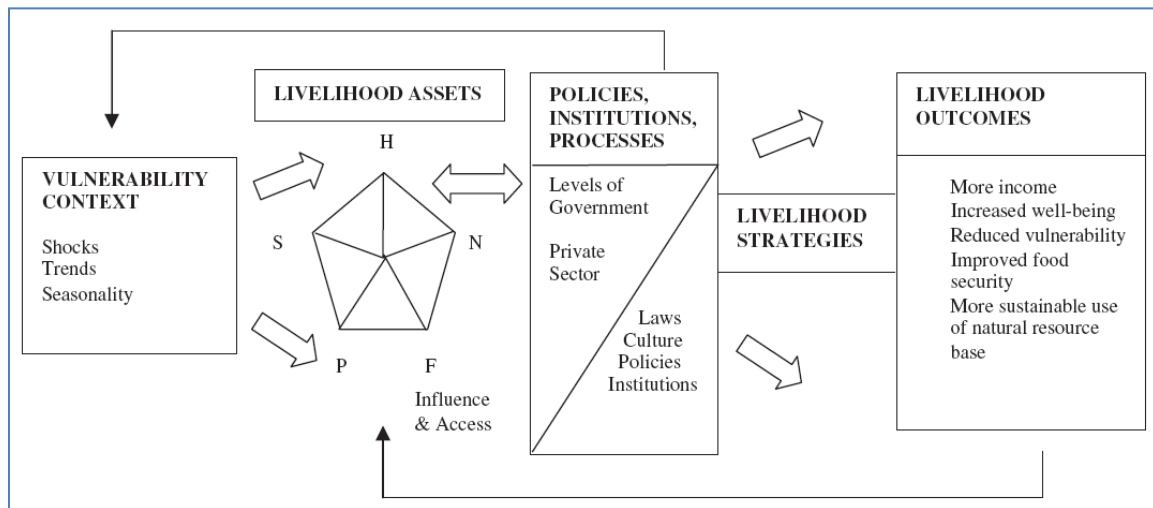 LIVELIHOOD ASSETS
VULNERABILITY
CONTEXT
Shocks
Trends
Seasonality
H
S
N
P
F
Influence
& Access
POLICIES,
INSTITUTIONS,
PROCESSES
Levels of
Government
Private
Sector
Laws
Culture
Policies
Institutions
LIVELIHOOD
STRATEGIES
LIVELIHOOD
OUTCOMES
More income
Increased well-being
Reduced vulnerability
Improved food
security
More sustainable use
of natural resource
base